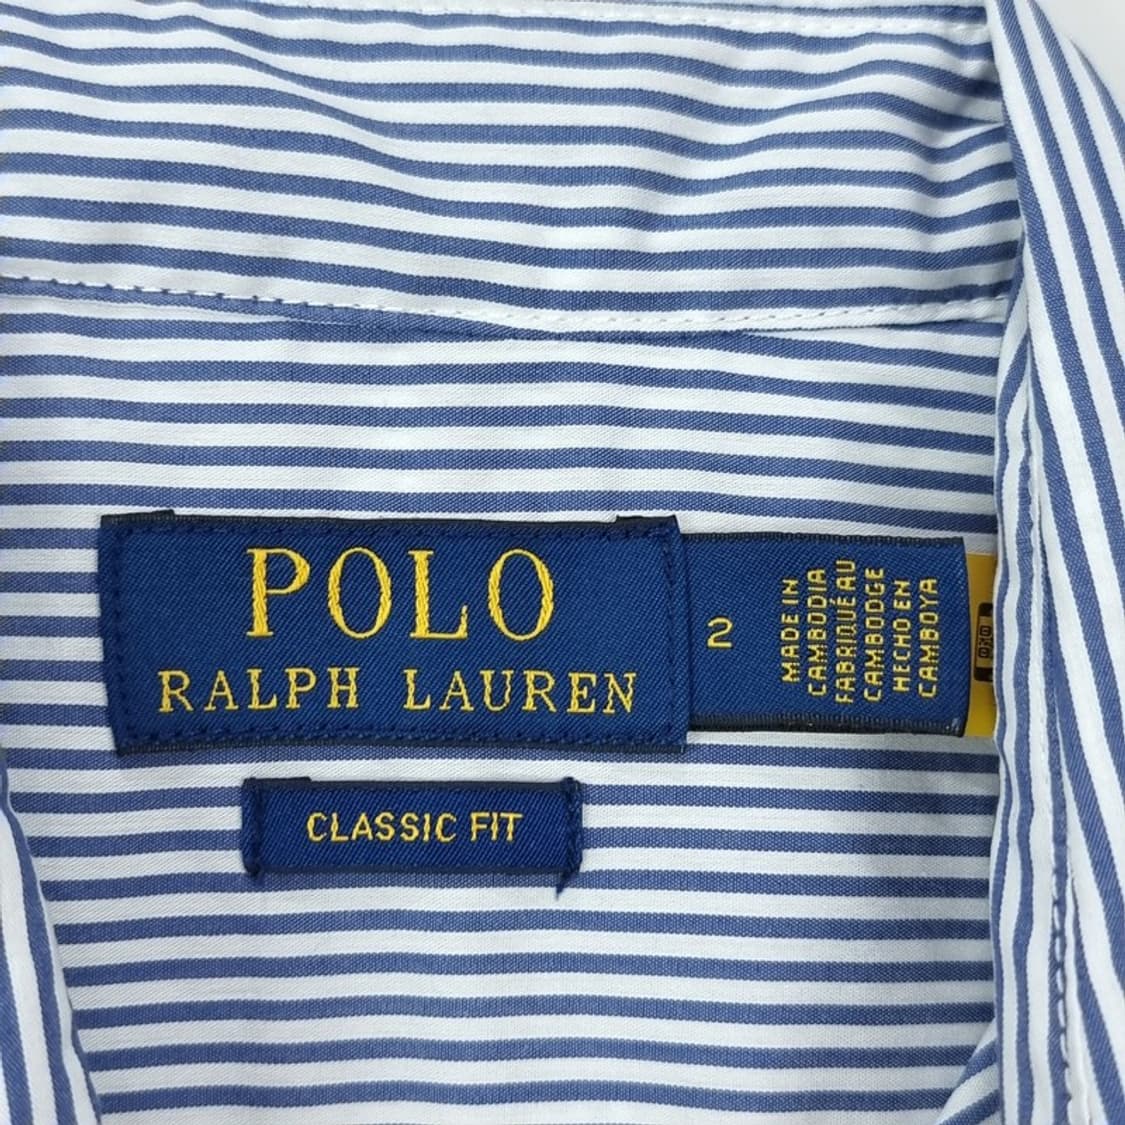 POLO
RALPH LAUREN
2
MADE IN
CAMBODIA
FABRIQUÉ AU
CAMBODGE
HECHO EN
CAMBOYA
CLASSIC FIT